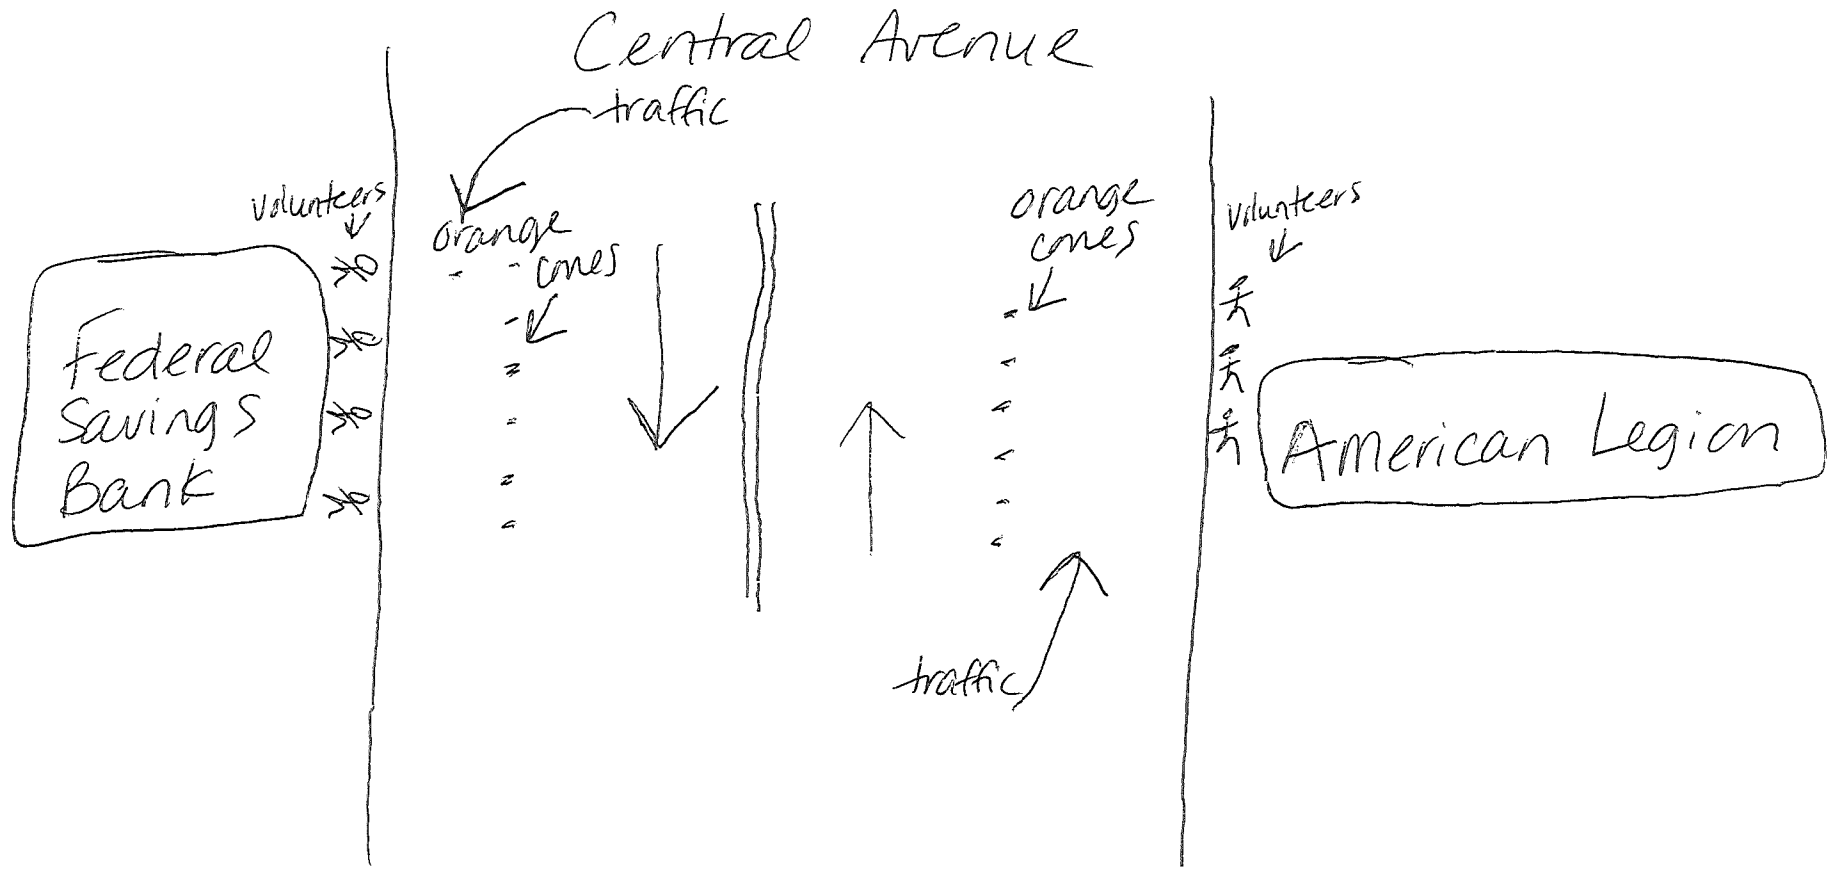 Central Avenue
traffic
volunteers
orange
cones
orange
cones
volunteers
Federal
Savings
Bank
American Legion
traffic